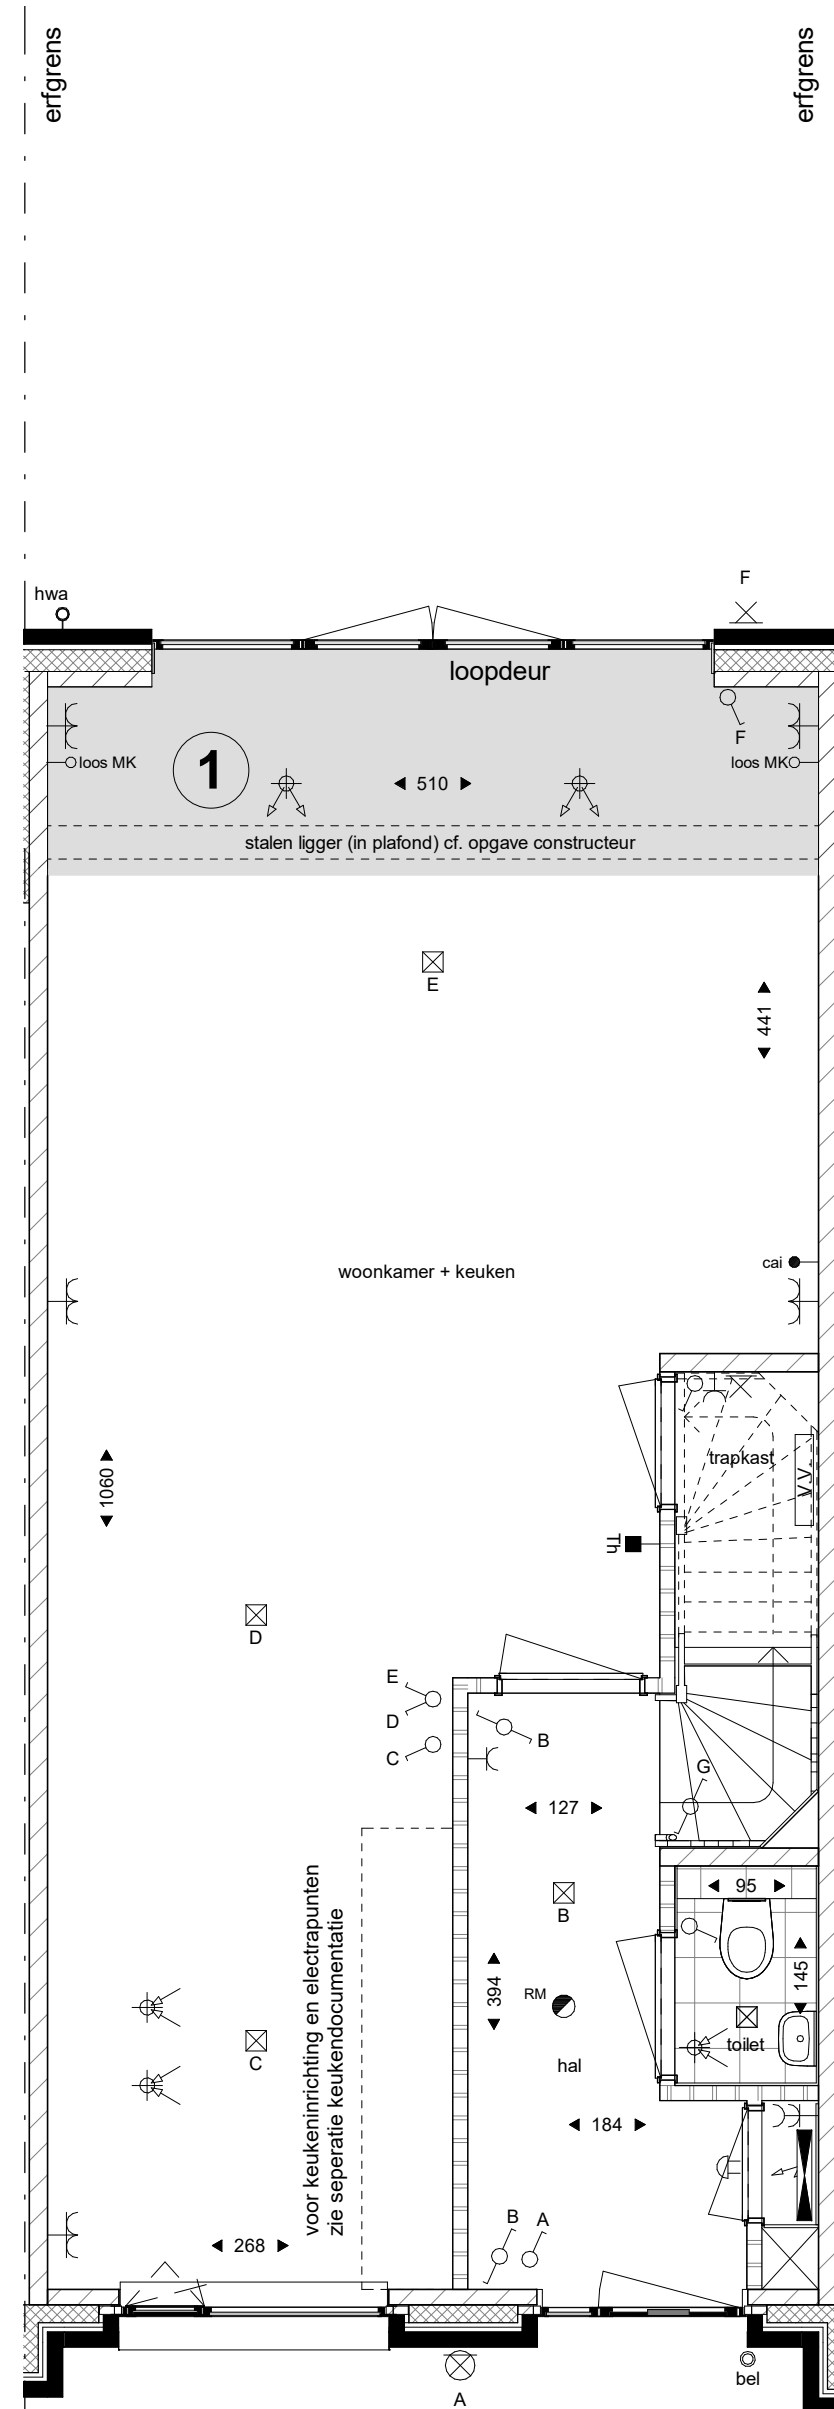 erfgrens
erfgrens
hwa
F
loopdeur
F
1
loos MK
loos MK
510
stalen ligger (in plafond) cf. opgave constructeur
E
441
cai
woonkamer + keuken
trapkast
V.V.
1060
Th
D
E
D
C
B
G
127
95
B
voor keukeninrichting en electrapunten
zie seperatie keukendocumentatie
394
145
RM
toilet
C
hal
184
B
A
268
bel
A